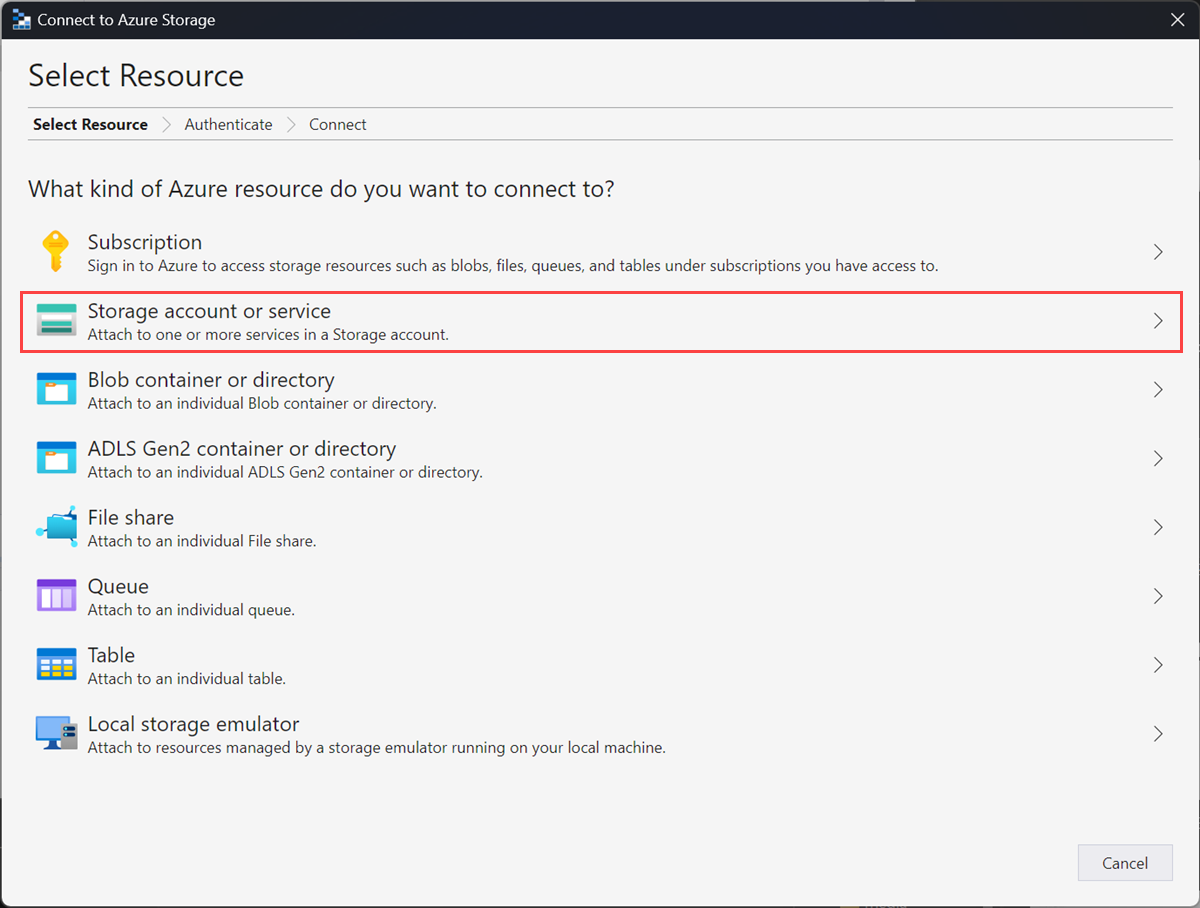 Connect to Azure Storage
Select Resource
Select Resource
Authenticate
Connect
What kind of Azure resource do you want to connect to?
Subscription
Sign in to Azure to access storage resources such as blobs, files, queues, and tables under subscriptions you have access to.
Storage account or service
Attach to one or more services in a Storage account.
Blob container or directory
Attach to an individual Blob container or directory.
ADLS Gen2 container or directory
Attach to an individual ADLS Gen2 container or directory.
File share
Attach to an individual File share.
Queue
Attach to an individual queue.
Table
Attach to an individual table.
Local storage emulator
Attach to resources managed by a storage emulator running on your local machine.
Cancel